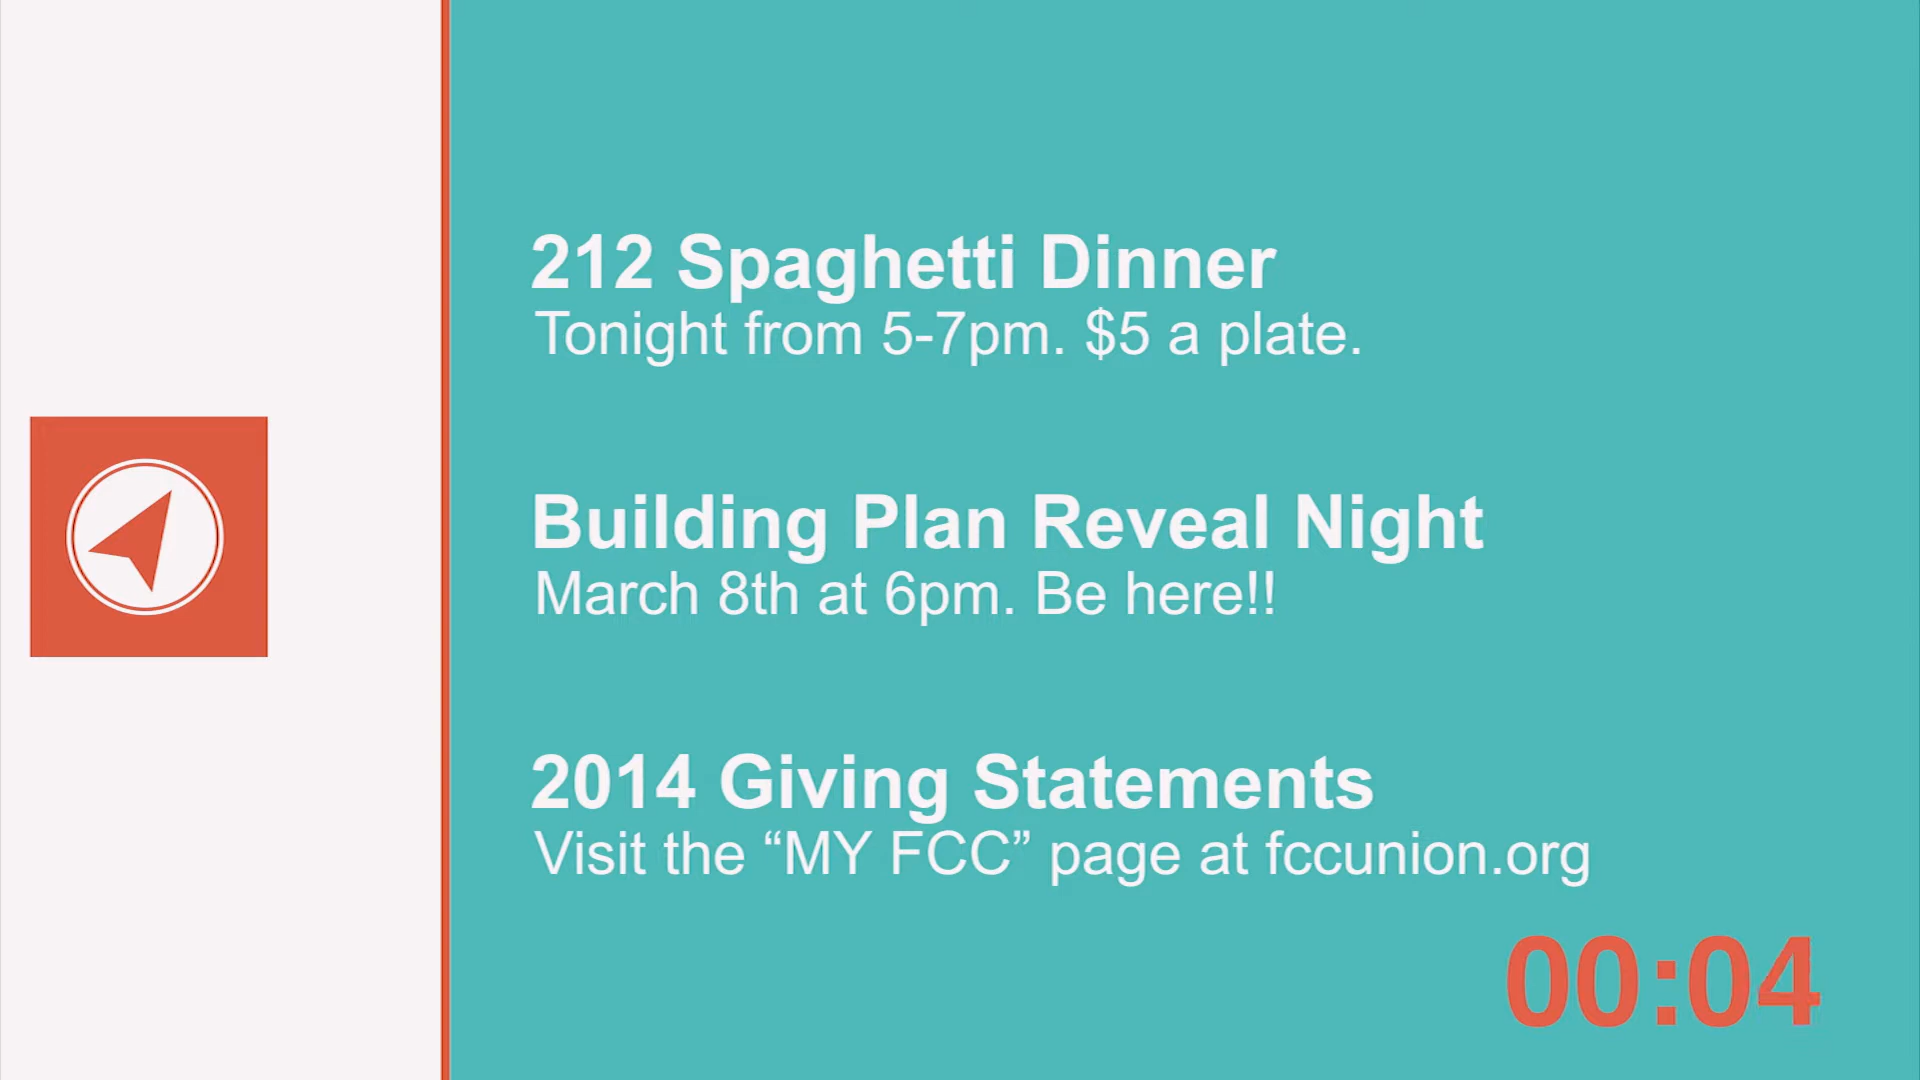 212 Spaghetti Dinner
Tonight from 5-7pm. $5 a plate.
Building Plan Reveal Night
March 8th at 6pm. Be here!!
2014 Giving Statements
Visit the “MY FCC” page at fccunion.org
00:04